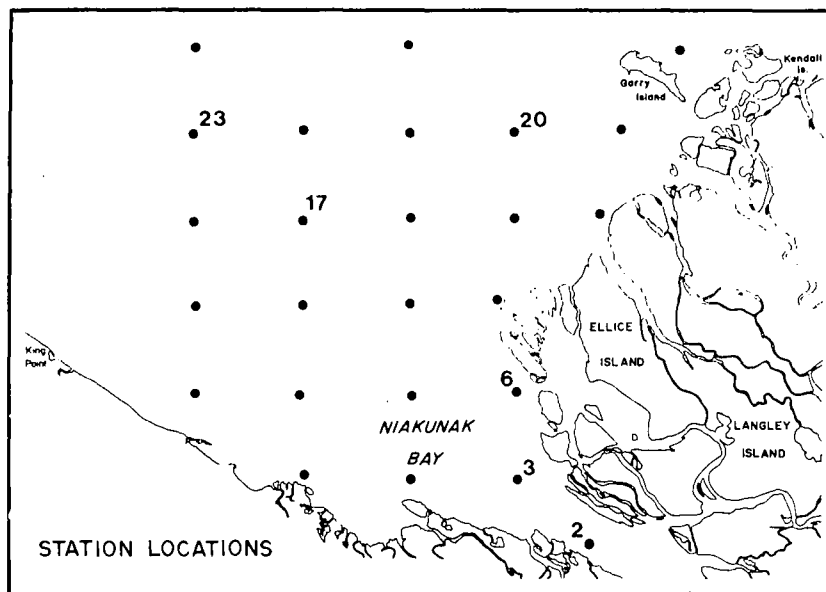 Kendall
Is.
Garry
Island
23
20
17
ELLICE
ISLAND
King
Point
6
NIAKUNAK
BAY
LANGLEY
ISLAND
3
2
STATION LOCATIONS